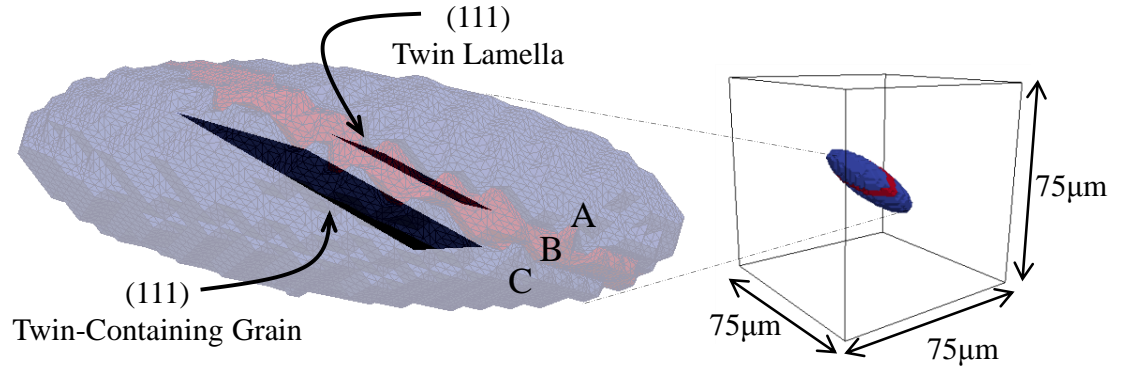 (111)
Twin Lamella
A
B
C
(111)
Twin-Containing Grain
75μm
75μm
75μm